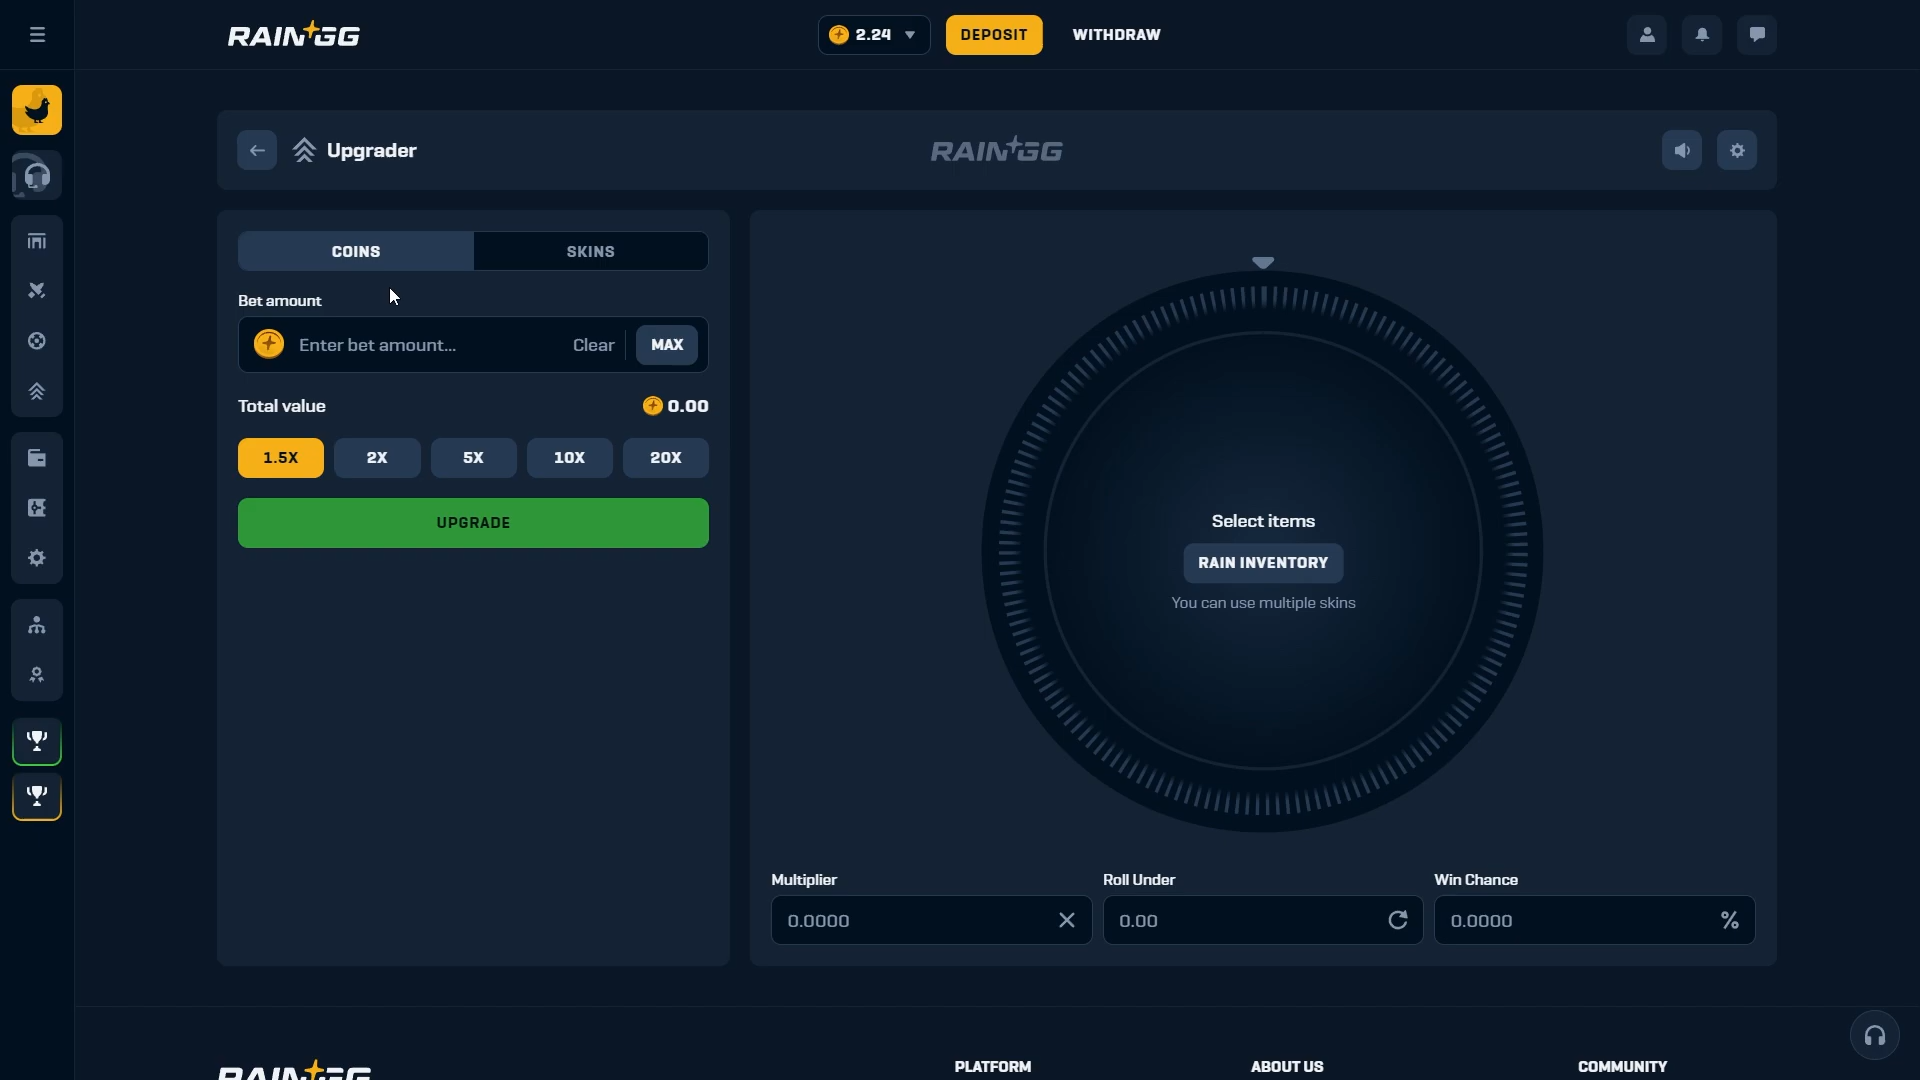 RAIN GG
2.24
DEPOSIT
WITHDRAW
Upgrader
RAIN GG
COINS
SKINS
Bet amount
Enter bet amount...
Clear
MAX
Total value
0.00
1.5X
2X
5X
10X
20X
UPGRADE
Select items
RAIN INVENTORY
You can use multiple skins
Multiplier
Roll Under
Win Chance
0.0000
0.00
0.0000
%
RAIN GG
PLATFORM
ABOUT US
COMMUNITY